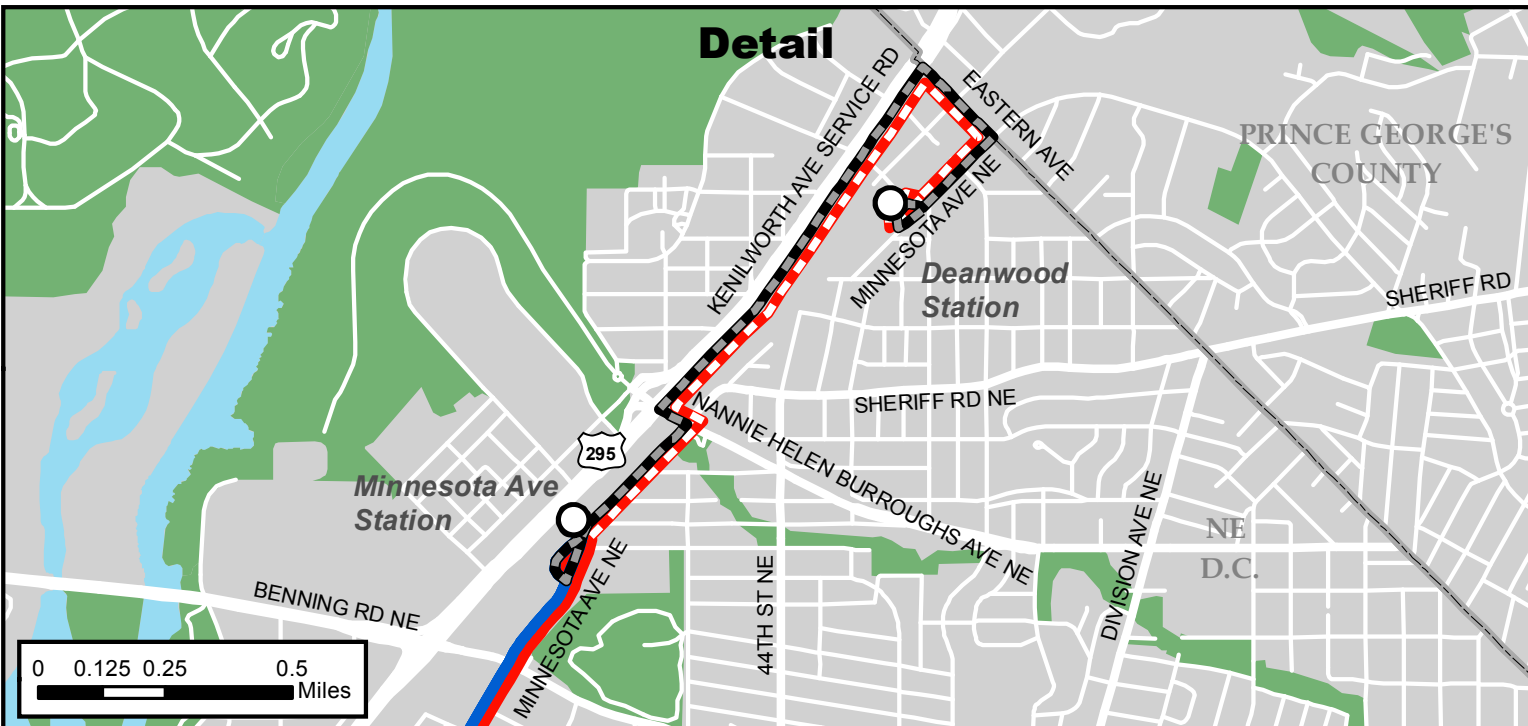 Detail
KENILWORTH AVE SERVICE RD
EASTERN AVE
PRINCE GEORGE'S
COUNTY
MINNESOTA AVE NE
Deanwood
Station
SHERIFF RD
SHERIFF RD NE
NANNIE HELEN BURROUGHS AVE NE
295
Minnesota Ave
Station
NE
D.C.
DIVISION AVE NE
44TH ST NE
MINNESOTA AVE NE
BENNING RD NE
0 0.125 0.25 0.5
Miles